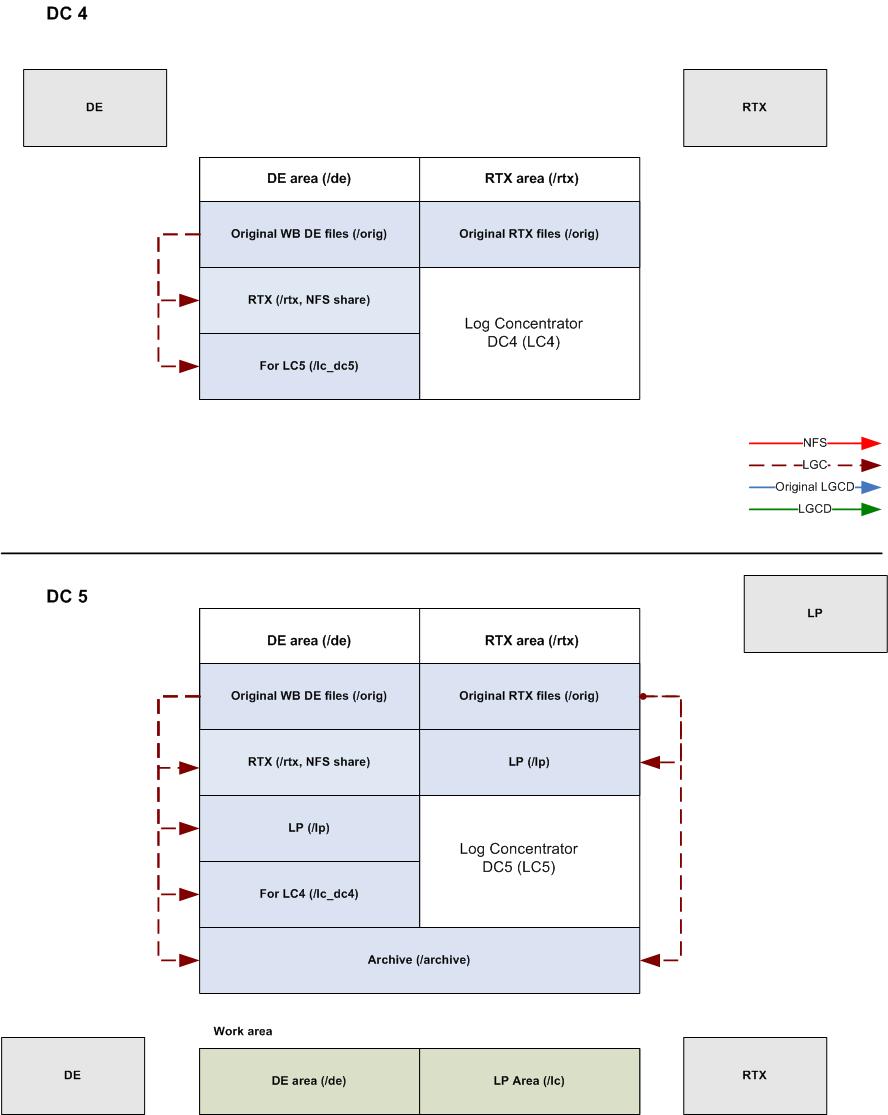 DC 4
DE
RTX
DE area (/de)
RTX area (/rtx)
Original WB DE files (/orig)
Original RTX files (/orig)
RTX (/rtx, NFS share)
Log Concentrator
DC4 (LC4)
For LC5 (/lc_dc5)
NFS
LGC
Original LGCD
LGCD
DC 5
LP
DE area (/de)
RTX area (/rtx)
Original WB DE files (/orig)
Original RTX files (/orig)
RTX (/rtx, NFS share)
LP (/lp)
LP (/lp)
Log Concentrator
DC5 (LC5)
For LC4 (/lc_dc4)
Archive (/archive)
Work area
DE
DE area (/de)
LP Area (/lc)
RTX